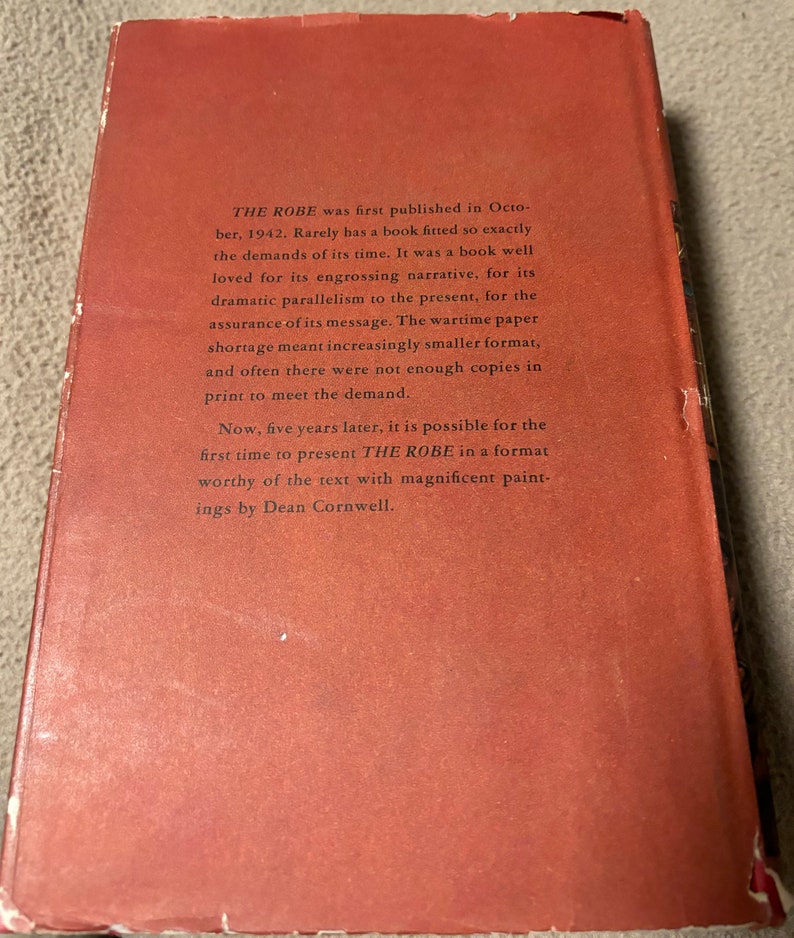 THE ROBE was first published in Octo-
ber, 1942. Rarely has a book fitted so exactly
the demands of its time. It was a book well
loved for its engrossing narrative, for its
dramatic parallelism to the present, for the
assurance of its message. The wartime paper
shortage meant increasingly smaller format,
and often there were not enough copies in
print to meet the demand.
Now, five years later, it is possible for the
first time to present THE ROBE in a format
worthy of the text with magnificent paint-
ings by Dean Cornwell.